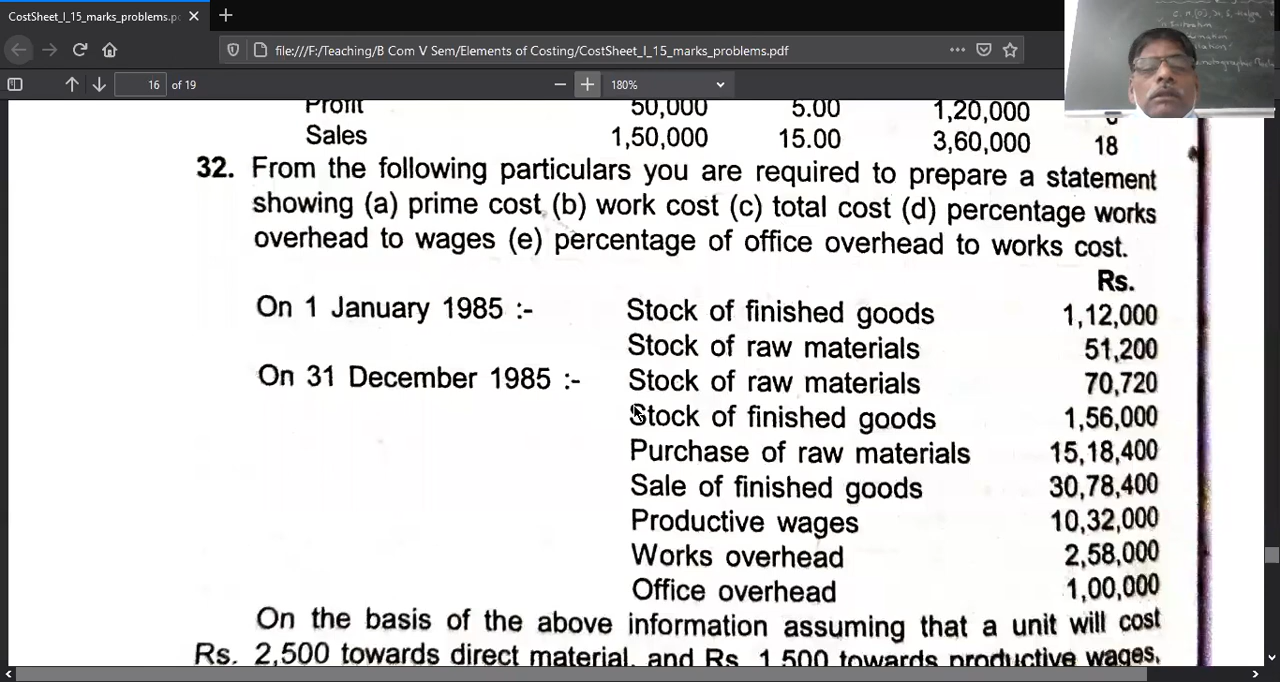 CostSheet_I_15_marks_problems.pc
file:///F:/Teaching/B Com V Sem/Elements of Costing/CostSheet_I_15_marks_problems.pdf
16 of 19
180%
Profit 50,000 5.00 1,20,000
Sales 1,50,000 15.00 3,60,000 18
32. From the following particulars you are required to prepare a statement
showing (a) prime cost (b) work cost (c) total cost (d) percentage works
overhead to wages (e) percentage of office overhead to works cost.
Rs.
On 1 January 1985 :- Stock of finished goods 1,12,000
Stock of raw materials 51,200
On 31 December 1985 :- Stock of raw materials 70,720
Stock of finished goods 1,56,000
Purchase of raw materials 15,18,400
Sale of finished goods 30,78,400
Productive wages 10,32,000
Works overhead 2,58,000
Office overhead 1,00,000
On the basis of the above information assuming that a unit will cost
Rs. 2,500 towards direct material, and Rs. 1,500 towards productive wages,